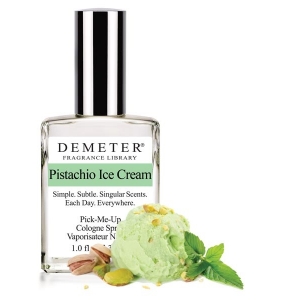 DEMETER®
FRAGRANCE LIBRARY
Pistachio Ice Cream
Simple. Subtle. Singular Scents.
Each Day. Everywhere.
Pick-Me-Up
Cologne
Vaporisateur
1.0 fl